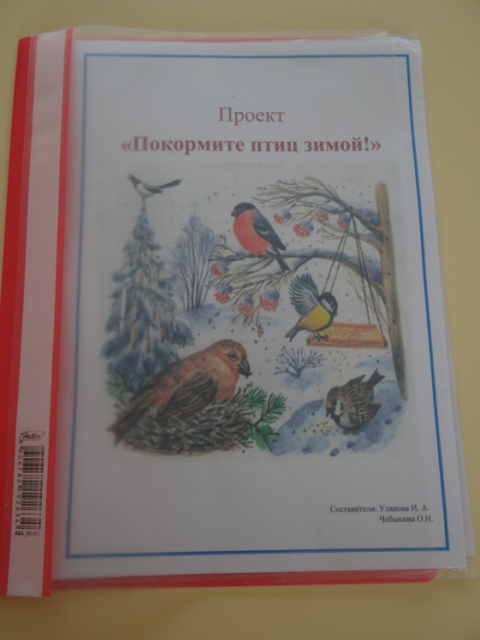 Проект
«Покормите птиц зимой!»
Составители: Уланова И. А.
Чебыкина О.Н.